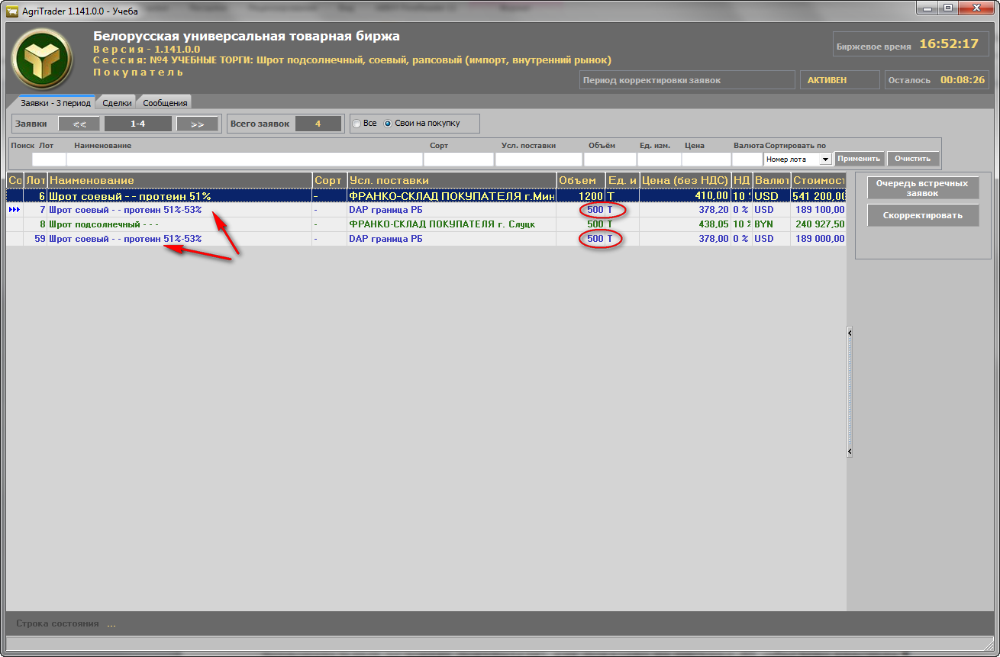 AgriTrader 1.141.0.0 - Учеба
Белорусская универсальная товарная биржа
Версия - 1.141.0.0
Сессия: №4 УЧЕБНЫЕ ТОРГИ: Шрот подсолнечный, соевый, рапсовый (импорт, внутренний рынок)
Покупатель
Биржевое время 16:52:17
Период корректировки заявок АКТИВЕН Осталось 00:08:26
Заявки - 3 период Сделки Сообщения
Заявки << 1-4 >> Всего заявок 4 Все Свои на покупку
Поиск Лот Наименование Сорт Усл. поставки Объём Ед. изм. Цена Валюта Сортировать по
Номер лота Применить Очистить
Со Лот Наименование Сорт Усл. поставки Объем Ед. и Цена (без НДС) НД Валют Стоимост
6 Шрот соевый - - протеин 51% - ФРАНКО-СКЛАД ПОКУПАТЕЛЯ г.Мин 1200 Т 410,00 10 % USD 541 200,00
7 Шрот соевый - - протеин 51%-53% - DAP граница РБ 500 Т 378,20 0 % USD 189 100,00
8 Шрот подсолнечный - - - - ФРАНКО-СКЛАД ПОКУПАТЕЛЯ г. Слуцк 500 Т 438,05 10 % BYN 240 927,50
59 Шрот соевый - - протеин 51%-53% - DAP граница РБ 500 Т 378,00 0 % USD 189 000,00
Очередь встречных
заявок
Скорректировать
Строка состояния ...